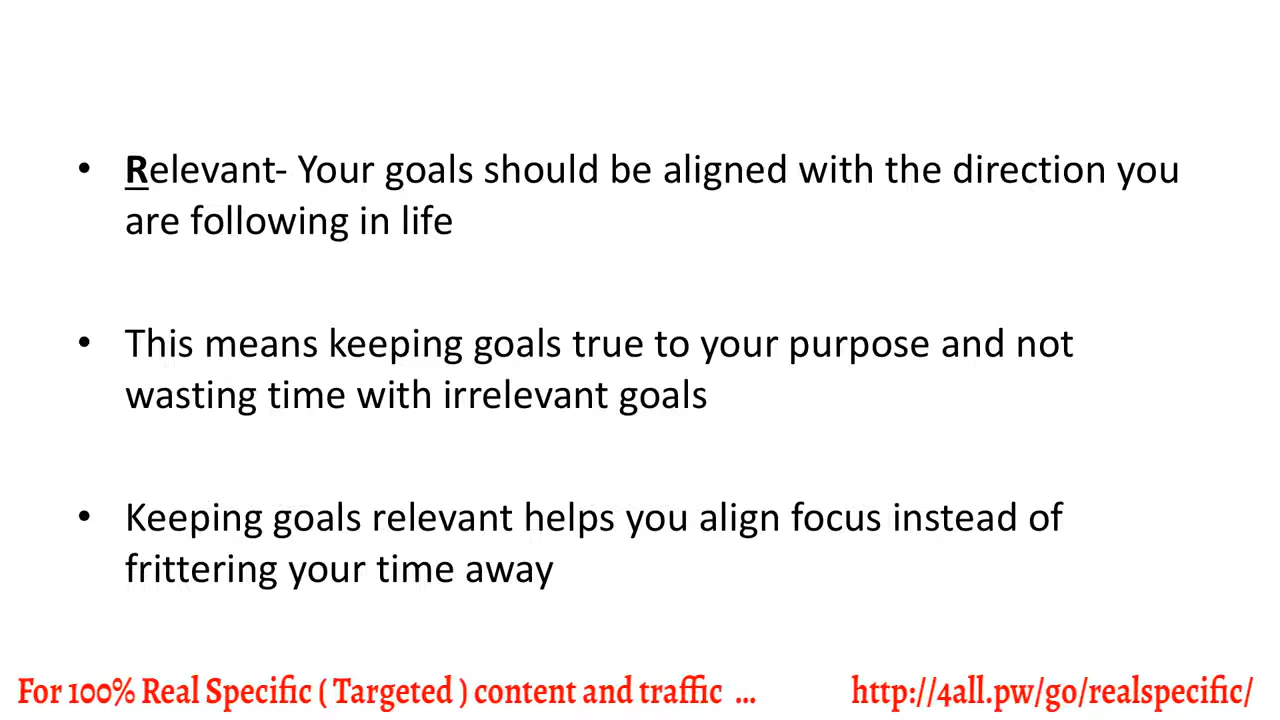 • Relevant- Your goals should be aligned with the direction you
are following in life
• This means keeping goals true to your purpose and not
wasting time with irrelevant goals
• Keeping goals relevant helps you align focus instead of
frittering your time away
For 100% Real Specific ( Targeted ) content and traffic ... http://4all.pw/go/realspecific/